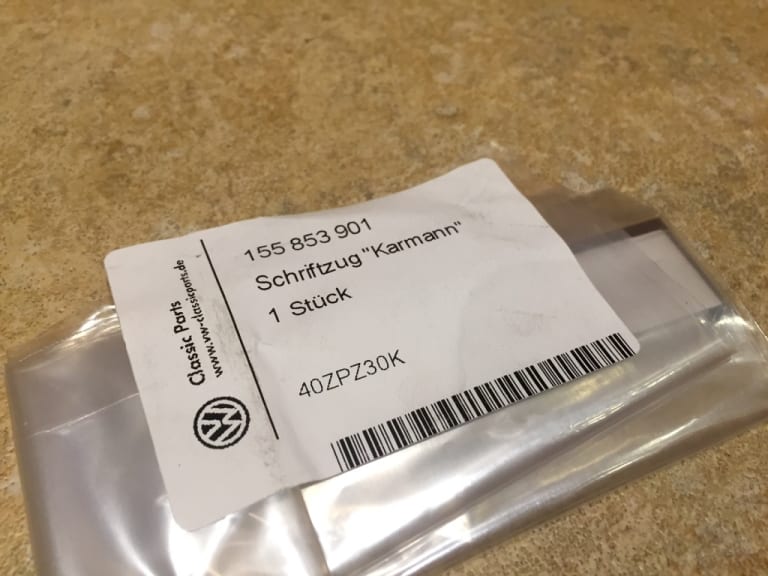 155 853 901
Schriftzug "Karmann"
1 Stück
40ZPZ30K
Classic Parts
www.vw-classicparts.de